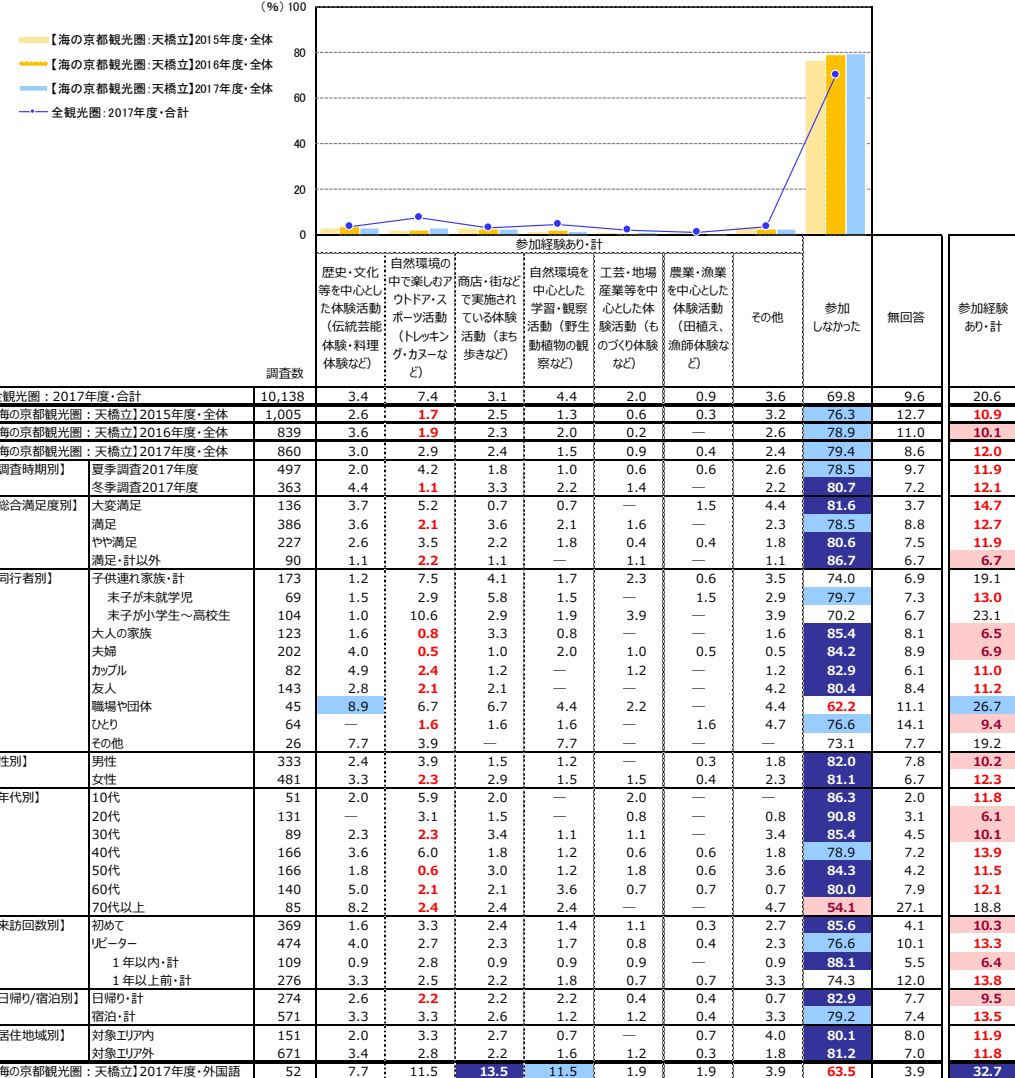 (%) 100
80
60
40
20
0
【海の京都観光圏:天橋立】2015年度・全体
【海の京都観光圏:天橋立】2016年度・全体
【海の京都観光圏:天橋立】2017年度・全体
全観光圏:2017年度・合計
参加経験あり・計
調査数
歴史・文化
等を中心とし
た体験活動
（伝統芸能
体験・料理
体験など）
自然環境の
中で楽しむア
ウトドア・ス
ポーツ活動
（トレッキン
グ・カヌーな
ど）
商店・街など
で実施され
ている体験
活動（まち
歩きなど）
自然環境を
中心とした
学習・観察
活動（野生
動植物の観
察など）
工芸・地場
産業等を中
心とした体
験活動（も
のづくり体験
など）
農業・漁業
を中心とした
体験活動
（田植え、
漁師体験な
ど）
その他
参加
しなかった
無回答
参加経験
あり・計
全観光圏：2017年度・合計 10,138 3.4 7.4 3.1 4.4 2.0 0.9 3.6 69.8 9.6 20.6
海の京都観光圏：天橋立】2015年度・全体 1,005 2.6 1.7 2.5 1.3 0.6 0.3 3.2 76.3 12.7 10.9
海の京都観光圏：天橋立】2016年度・全体 839 3.6 1.9 2.3 2.0 0.2 — 2.6 78.9 11.0 10.1
海の京都観光圏：天橋立】2017年度・全体 860 3.0 2.9 2.4 1.5 0.9 0.4 2.4 79.4 8.6 12.0
調査時期別】 夏季調査2017年度 497 2.0 4.2 1.8 1.0 0.6 0.6 2.6 78.5 9.7 11.9
冬季調査2017年度 363 4.4 1.1 3.3 2.2 1.4 — 2.2 80.7 7.2 12.1
総合満足度別】 大変満足 136 3.7 5.2 0.7 0.7 — 1.5 4.4 81.6 3.7 14.7
満足 386 3.6 2.1 3.6 2.1 1.6 — 2.3 78.5 8.8 12.7
やや満足 227 2.6 3.5 2.2 1.8 0.4 0.4 1.8 80.6 7.5 11.9
満足・計以外 90 1.1 2.2 1.1 — 1.1 — 1.1 86.7 6.7 6.7
同行者別】 子供連れ家族・計 173 1.2 7.5 4.1 1.7 2.3 0.6 3.5 74.0 6.9 19.1
末子が未就学児 69 1.5 2.9 5.8 1.5 — 1.5 2.9 79.7 7.3 13.0
末子が小学生～高校生 104 1.0 10.6 2.9 1.9 3.9 — 3.9 70.2 6.7 23.1
大人の家族 123 1.6 0.8 3.3 0.8 — — 1.6 85.4 8.1 6.5
夫婦 202 4.0 0.5 1.0 2.0 1.0 0.5 0.5 84.2 8.9 6.9
カップル 82 4.9 2.4 1.2 — 1.2 — 1.2 82.9 6.1 11.0
友人 143 2.8 2.1 2.1 — — — 4.2 80.4 8.4 11.2
職場や団体 45 8.9 6.7 6.7 4.4 2.2 — 4.4 62.2 11.1 26.7
ひとり 64 — 1.6 1.6 1.6 — 1.6 4.7 76.6 14.1 9.4
その他 26 7.7 3.9 — 7.7 — — — 73.1 7.7 19.2
性別】 男性 333 2.4 3.9 1.5 1.2 — 0.3 1.8 82.0 7.8 10.2
女性 481 3.3 2.3 2.9 1.5 1.5 0.4 2.3 81.1 6.7 12.3
年代別】 10代 51 2.0 5.9 2.0 — 2.0 — — 86.3 2.0 11.8
20代 131 — 3.1 1.5 — 0.8 — 0.8 90.8 3.1 6.1
30代 89 2.3 2.3 3.4 1.1 1.1 — 3.4 85.4 4.5 10.1
40代 166 3.6 6.0 1.8 1.2 0.6 0.6 1.8 78.9 7.2 13.9
50代 166 1.8 0.6 3.0 1.2 1.8 0.6 3.6 84.3 4.2 11.5
60代 140 5.0 2.1 2.1 3.6 0.7 0.7 0.7 80.0 7.9 12.1
70代以上 85 8.2 2.4 2.4 2.4 — — 4.7 54.1 27.1 18.8
来訪回数別】 初めて 369 1.6 3.3 2.4 1.4 1.1 0.3 2.7 85.6 4.1 10.3
リピーター 474 4.0 2.7 2.3 1.7 0.8 0.4 2.3 76.6 10.1 13.3
１年以内・計 109 0.9 2.8 0.9 0.9 0.9 — 0.9 88.1 5.5 6.4
１年以上前・計 276 3.3 2.5 2.2 1.8 0.7 0.7 3.3 74.3 12.0 13.8
日帰り/宿泊別】 日帰り・計 274 2.6 2.2 2.2 2.2 0.4 0.4 0.7 82.9 7.7 9.5
宿泊・計 571 3.3 3.3 2.6 1.2 1.2 0.4 3.3 79.2 7.4 13.5
居住地域別】 対象エリア内 151 2.0 3.3 2.7 0.7 — 0.7 4.0 80.1 8.0 11.9
対象エリア外 671 3.4 2.8 2.2 1.6 1.2 0.3 1.8 81.2 7.0 11.8
海の京都観光圏：天橋立】2017年度・外国語 52 7.7 11.5 13.5 11.5 1.9 1.9 3.9 63.5 3.9 32.7